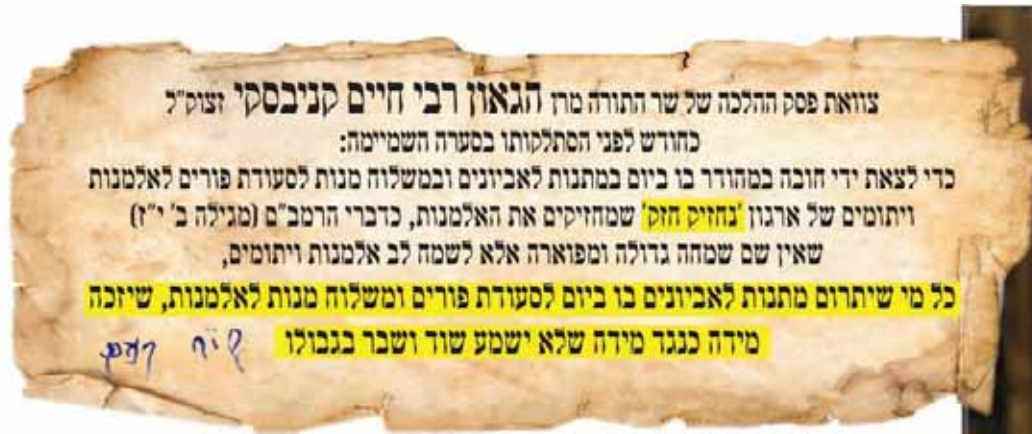 צוואת פסק ההלכה של שר התורה מרן הגאון רבי חיים קניבסקי זצוק"ל
כחודש לפני הסתלקותו בסערה השמיימה:
כדי לצאת ידי חובה במהודר בו ביום במתנות לאביונים ובמשלוח מנות לסעודת פורים לאלמנות
ויתומים של ארגון 'נחזיק חזק' שמחזיקים את האלמנות, כדברי הרמב"ם (מגילה ב' י"ז)
שאין שם שמחה גדולה ומפוארה אלא לשמח לב אלמנות ויתומים,
כל מי שיתרום מתנות לאביונים בו ביום לסעודת פורים ומשלוח מנות לאלמנות, שיזכה
מידה כנגד מידה שלא ישמע שוד ושבר בגבולו